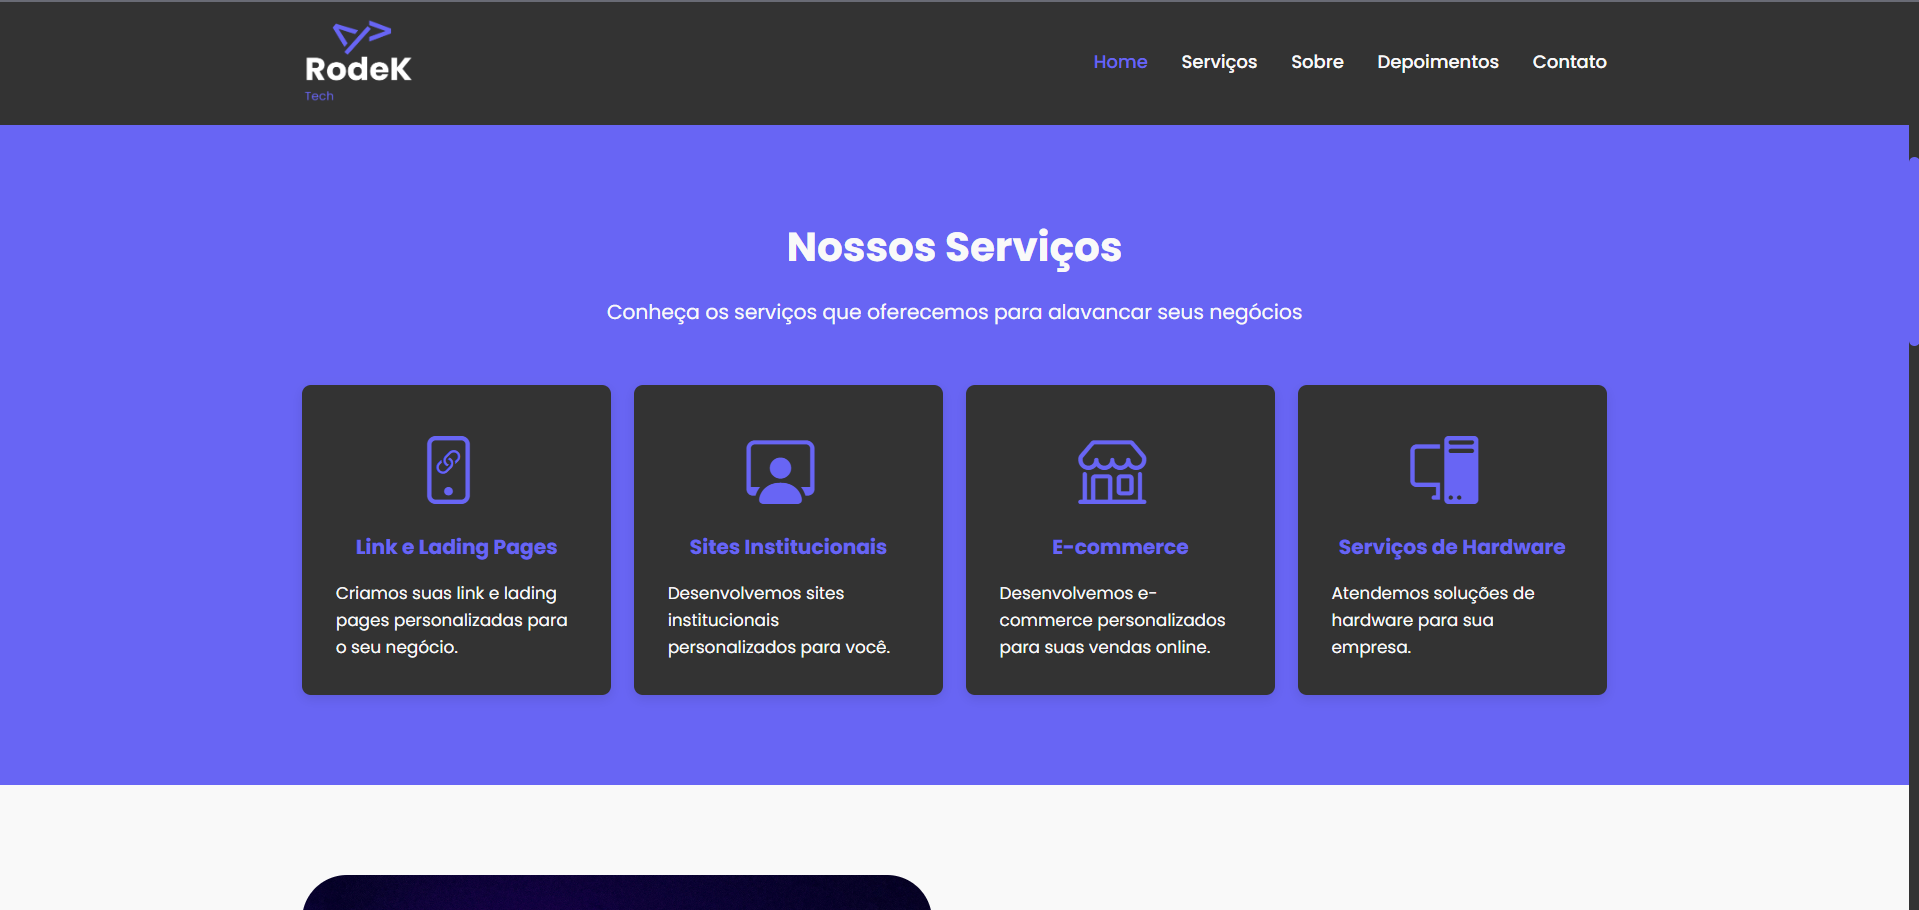 RodeK
Tech
Home
Serviços
Sobre
Depoimentos
Contato
Nossos Serviços
Conheça os serviços que oferecemos para alavancar seus negócios
Link e Lading Pages
Criamos suas link e lading
pages personalizadas para
o seu negócio.
Sites Institucionais
Desenvolvemos sites
institucionais
personalizados para você.
E-commerce
Desenvolvemos e-
commerce personalizados
para suas vendas online.
Serviços de Hardware
Atendemos soluções de
hardware para sua
empresa.